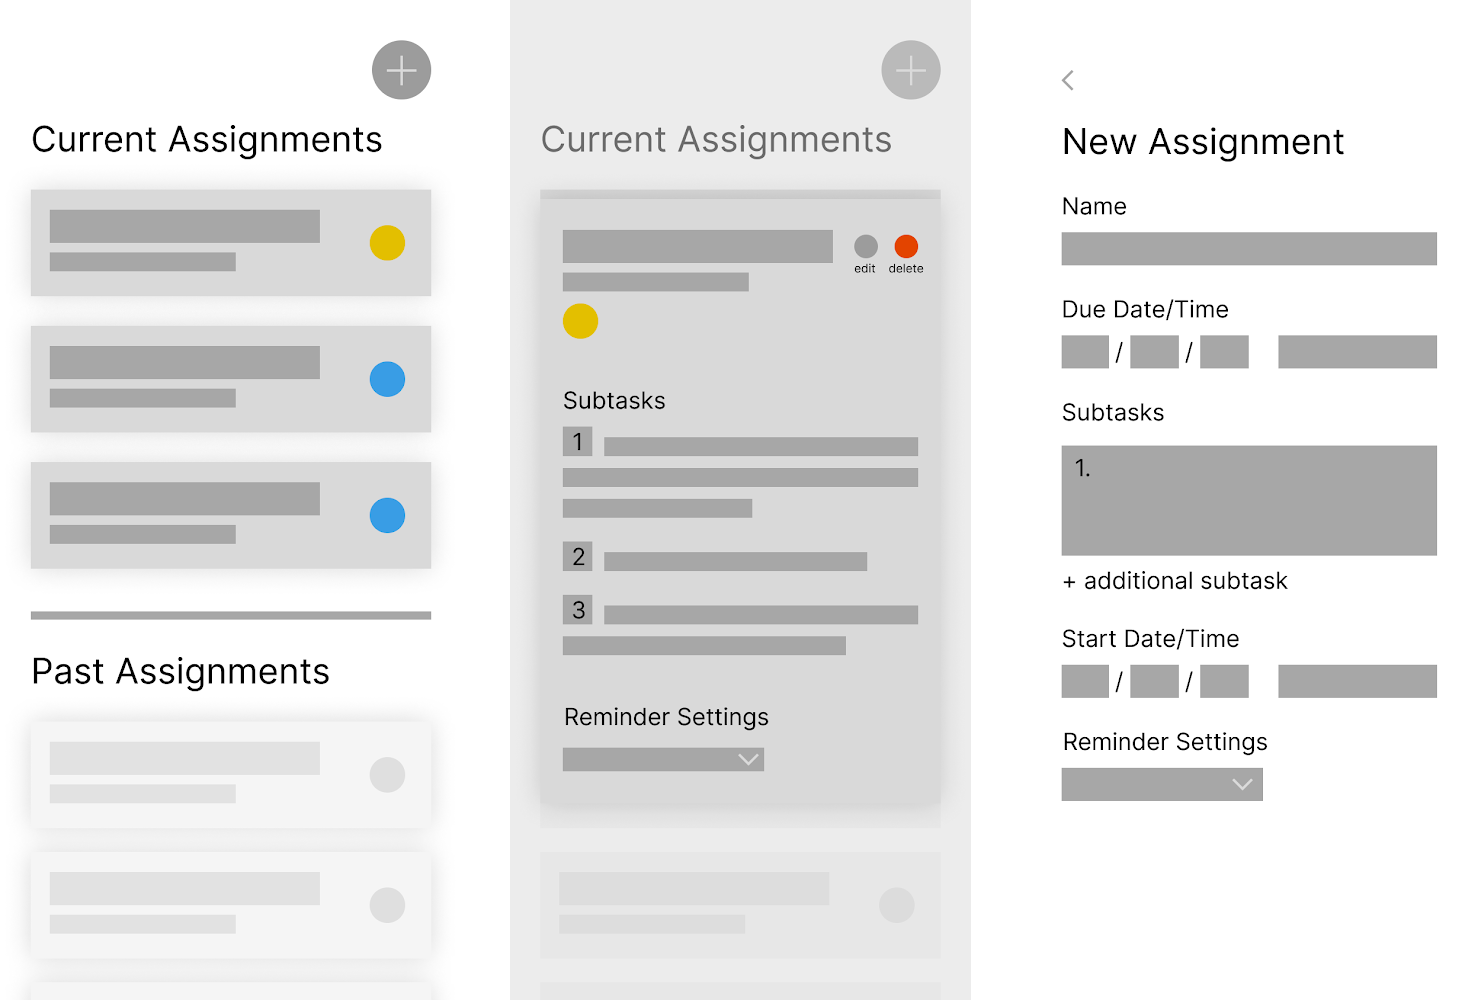 Current Assignments
Past Assignments
Current Assignments
edit delete
Subtasks
1
2
3
Reminder Settings
New Assignment
Name
Due Date/Time
/ /
Subtasks
1.
+ additional subtask
Start Date/Time
/ /
Reminder Settings